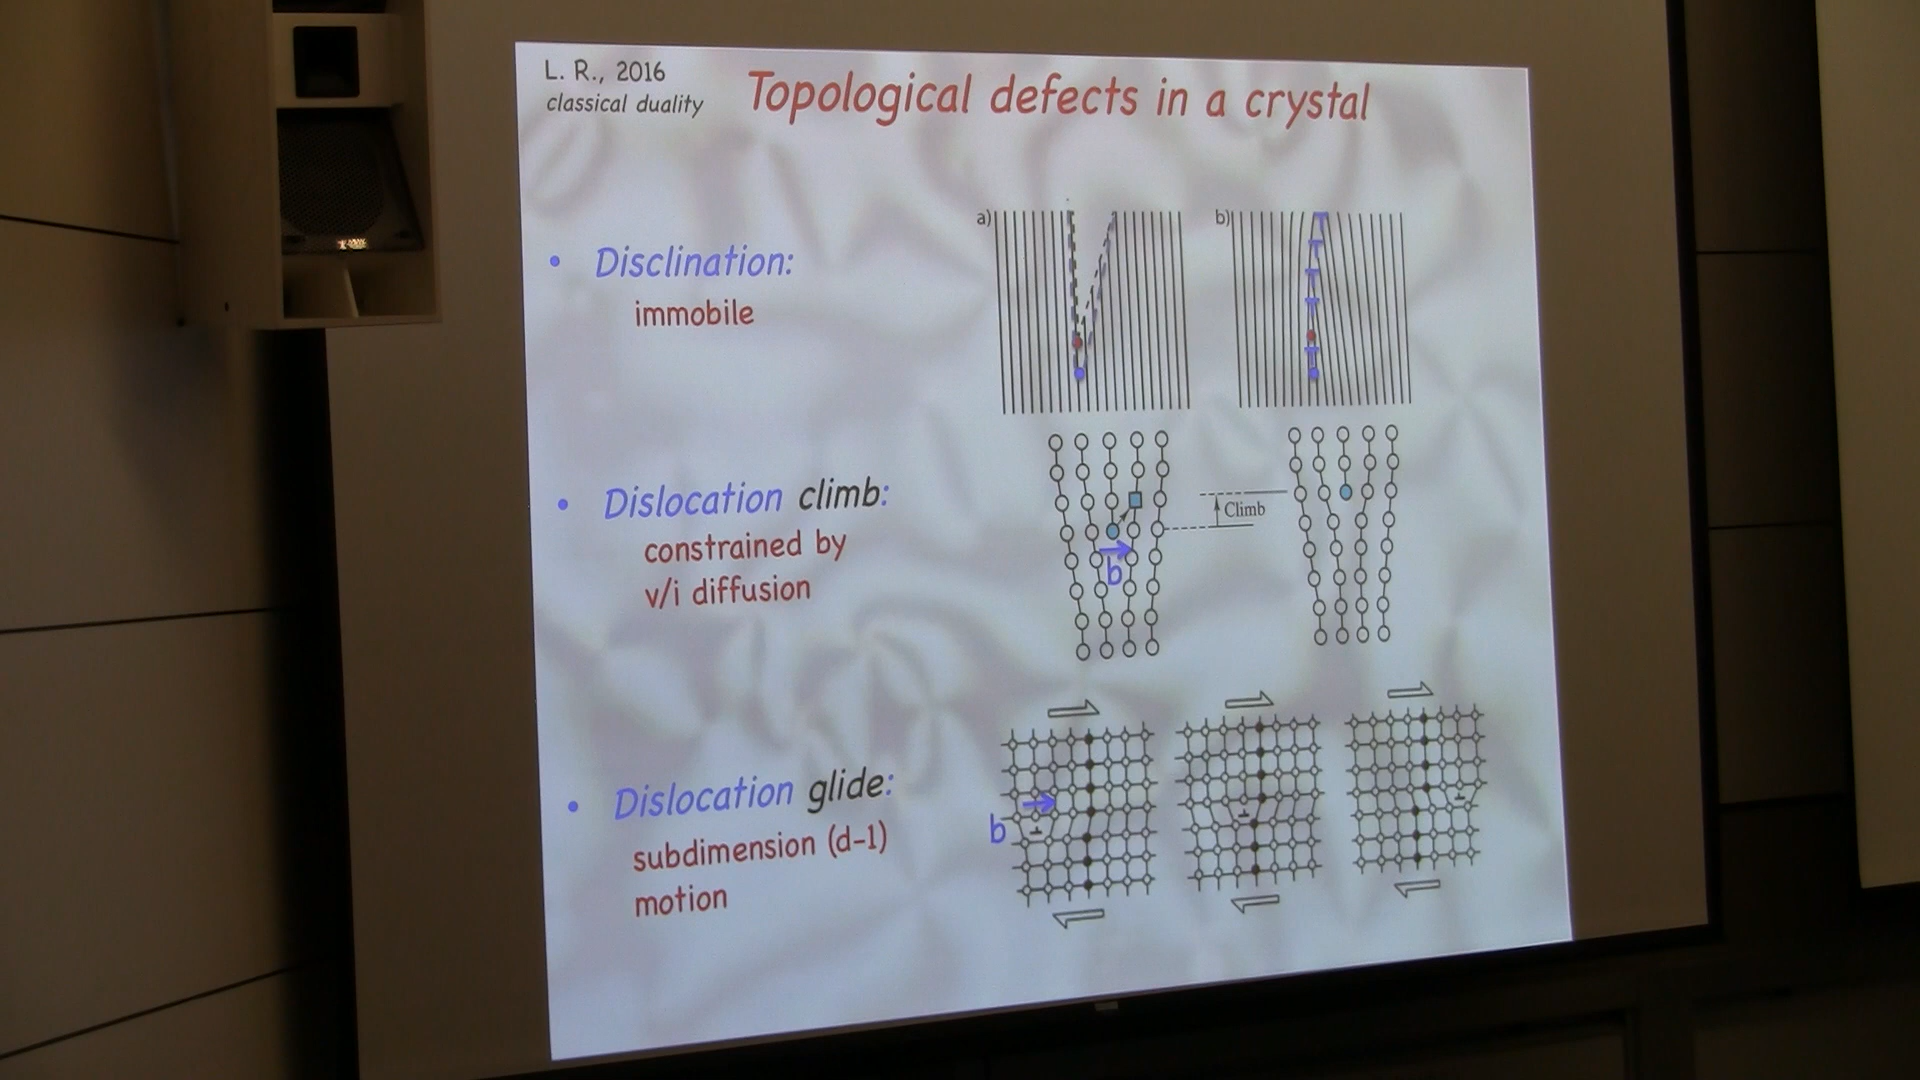 L. R., 2016
classical duality
Topological defects in a crystal
• Disclination:
immobile
a)
b)
• Dislocation climb:
constrained by
v/i diffusion
b
Climb
• Dislocation glide:
subdimension (d-1)
motion
b